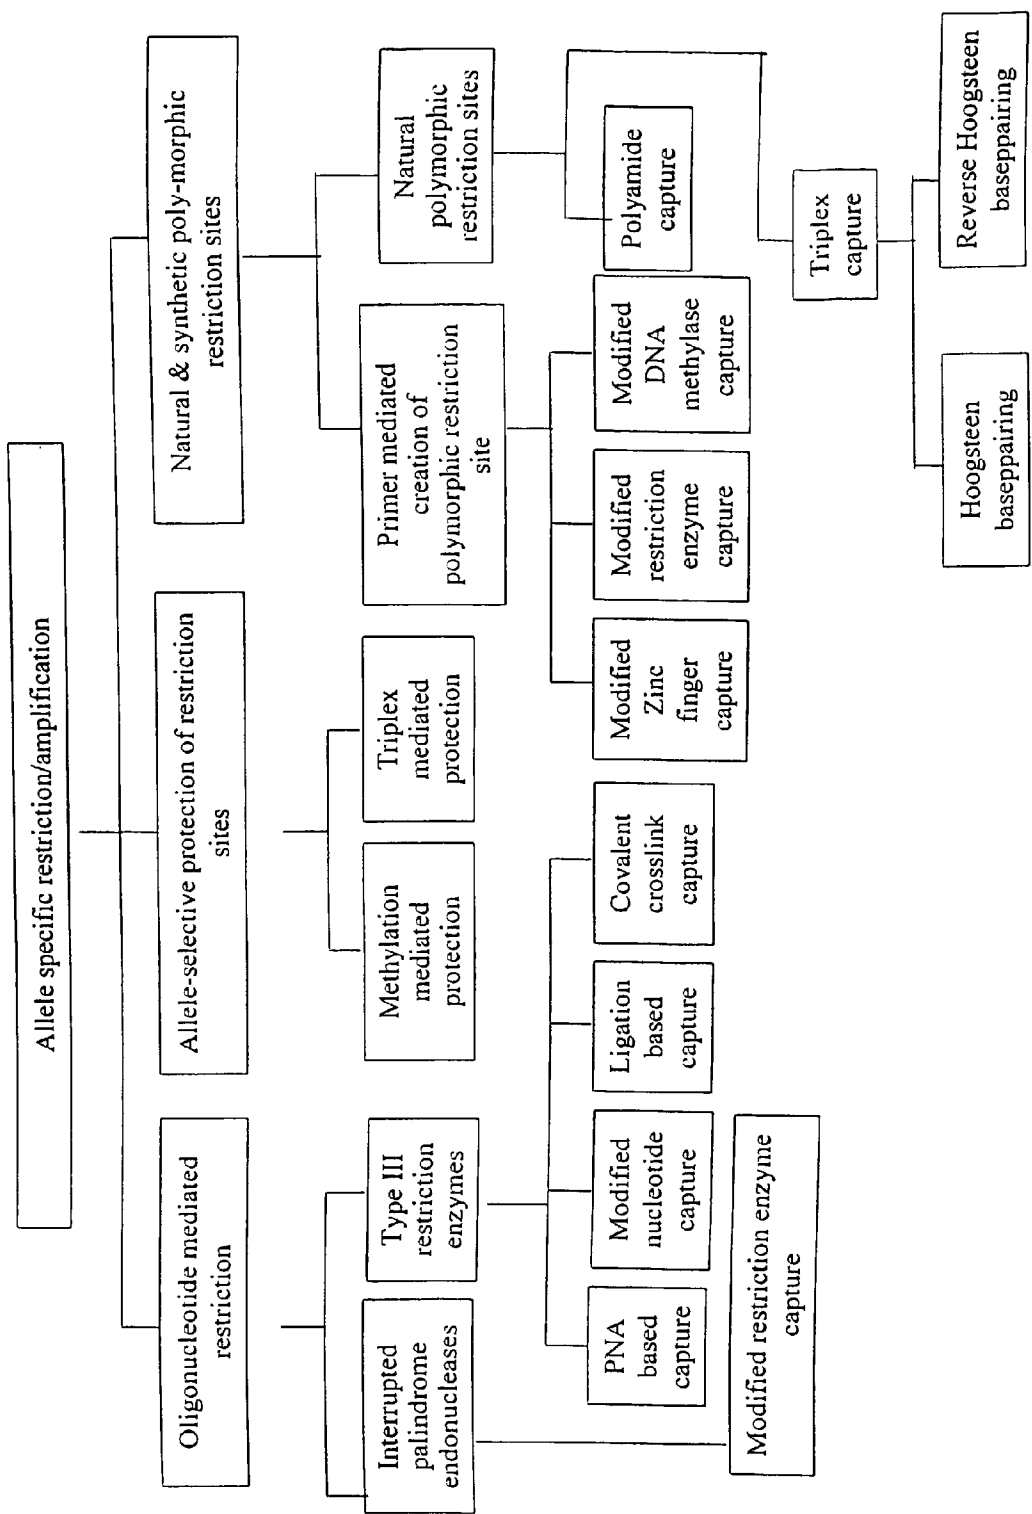 Allele specific restriction/amplification
Oligonucleotide mediated
restriction
Allele-selective protection of restriction
sites
Natural & synthetic poly-morphic
restriction sites
Interrupted
palindrome
endonucleases
Type III
restriction
enzymes
Methylation
mediated
protection
Triplex
mediated
protection
Primer mediated
creation of
polymorphic restriction
site
Natural
polymorphic
restriction sites
PNA
based
capture
Modified
nucleotide
capture
Ligation
based
capture
Covalent
crosslink
capture
Modified
Zinc
finger
capture
Modified
restriction
enzyme
capture
Modified
DNA
methylase
capture
Polyamide
capture
Modified restriction enzyme
capture
Triplex
capture
Hoogsteen
baseppairing
Reverse Hoogsteen
baseppairing